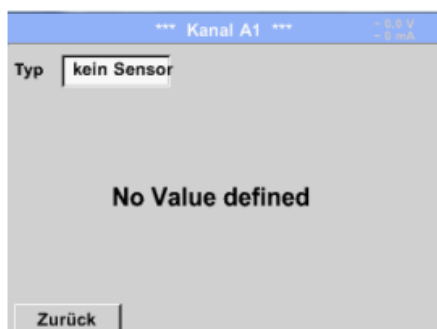 *** Kanal A1 ***
~ 0.0 V
~ 0 mA
Typ kein Sensor
No Value defined
Zurück